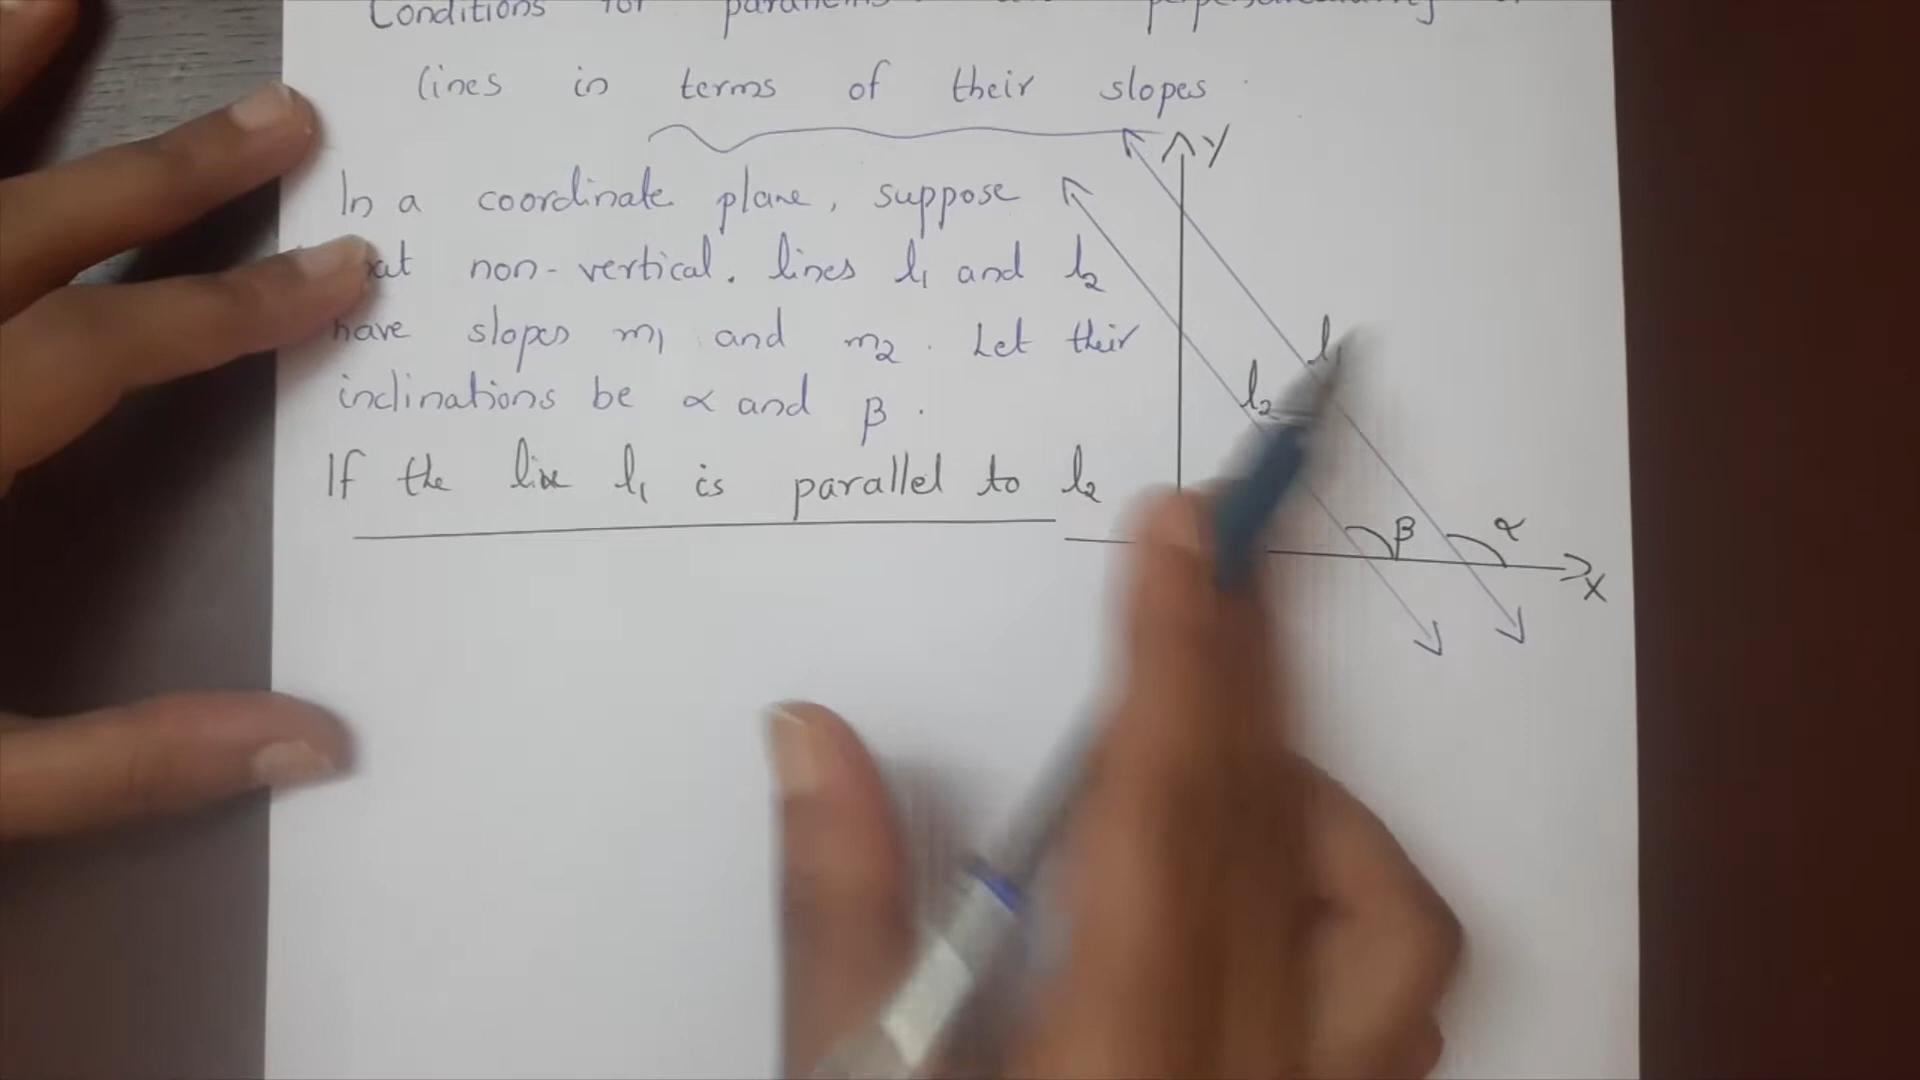 Conditions for
lines in terms of their slopes
In a coordinate plane, suppose
non-vertical. lines l₁ and l₂
have slopes m₁ and m₂. Let their
inclinations be α and β.
If the line l₁ is parallel to l₂
Y
l₁
l₂
β
α
X